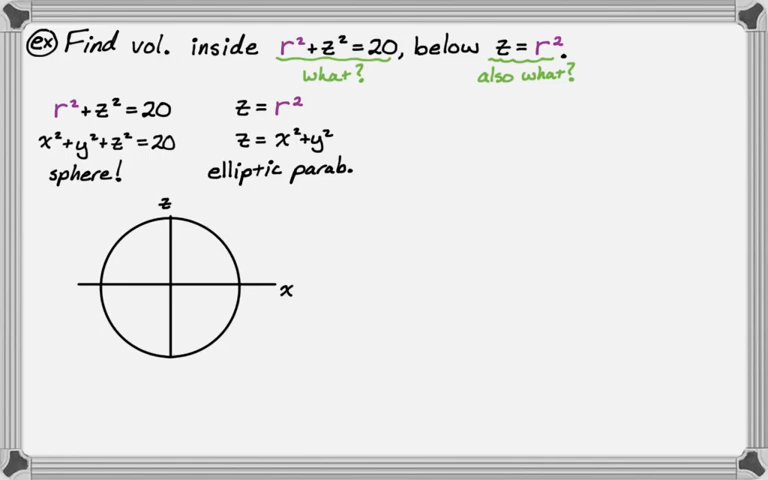 ex Find vol. inside r²+z²=20, below z=r².
what? also what?
r²+z²=20 z=r²
x²+y²+z²=20 z=x²+y²
sphere! elliptic parab.
z
x